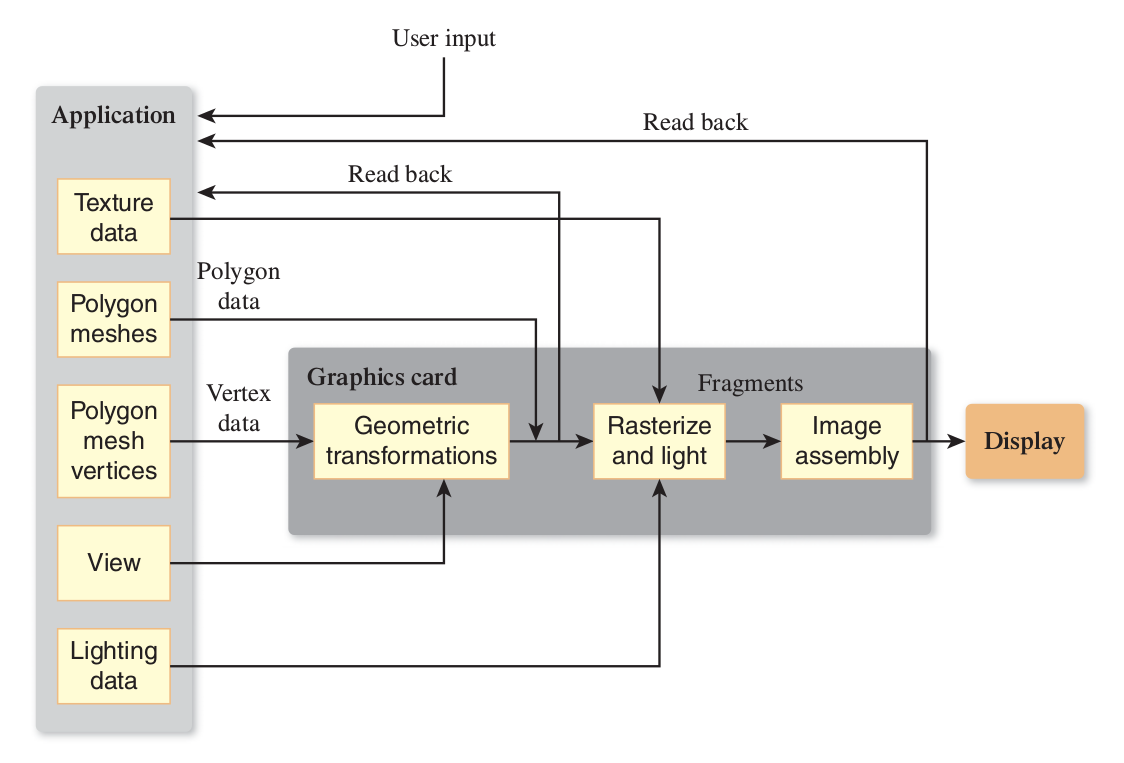 User input
Application
Read back
Read back
Texture
data
Polygon
data
Polygon
meshes
Graphics card
Vertex
data
Fragments
Polygon
mesh
vertices
Geometric
transformations
Rasterize
and light
Image
assembly
Display
View
Lighting
data